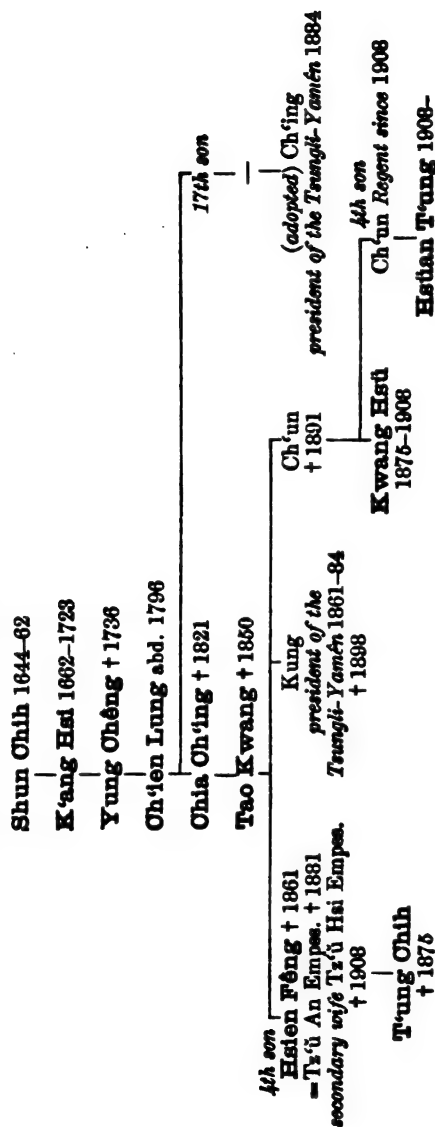 Shun Chih 1644–62
K‘ang Hsi 1662–1723
Yung Chêng † 1736
Ch‘ien Lung abd. 1796
17th son
Chia Ch‘ing † 1821
(adopted) Ch‘ing
president of the Tsungli-Yamên 1884
Tao Kwang † 1850
4th son
Hsien Fêng † 1861
=Tz‘ŭ An Empss. † 1881
secondary wife Tz‘ŭ Hsi Empss.
† 1908
Kung
president of the
Tsungli-Yamên 1861–84
† 1898
Ch‘un
† 1891
T‘ung Chih
† 1875
Kwang Hsü
1875–1908
4th son
Ch‘un Regent since 1908
Hsüan T‘ung 1908–